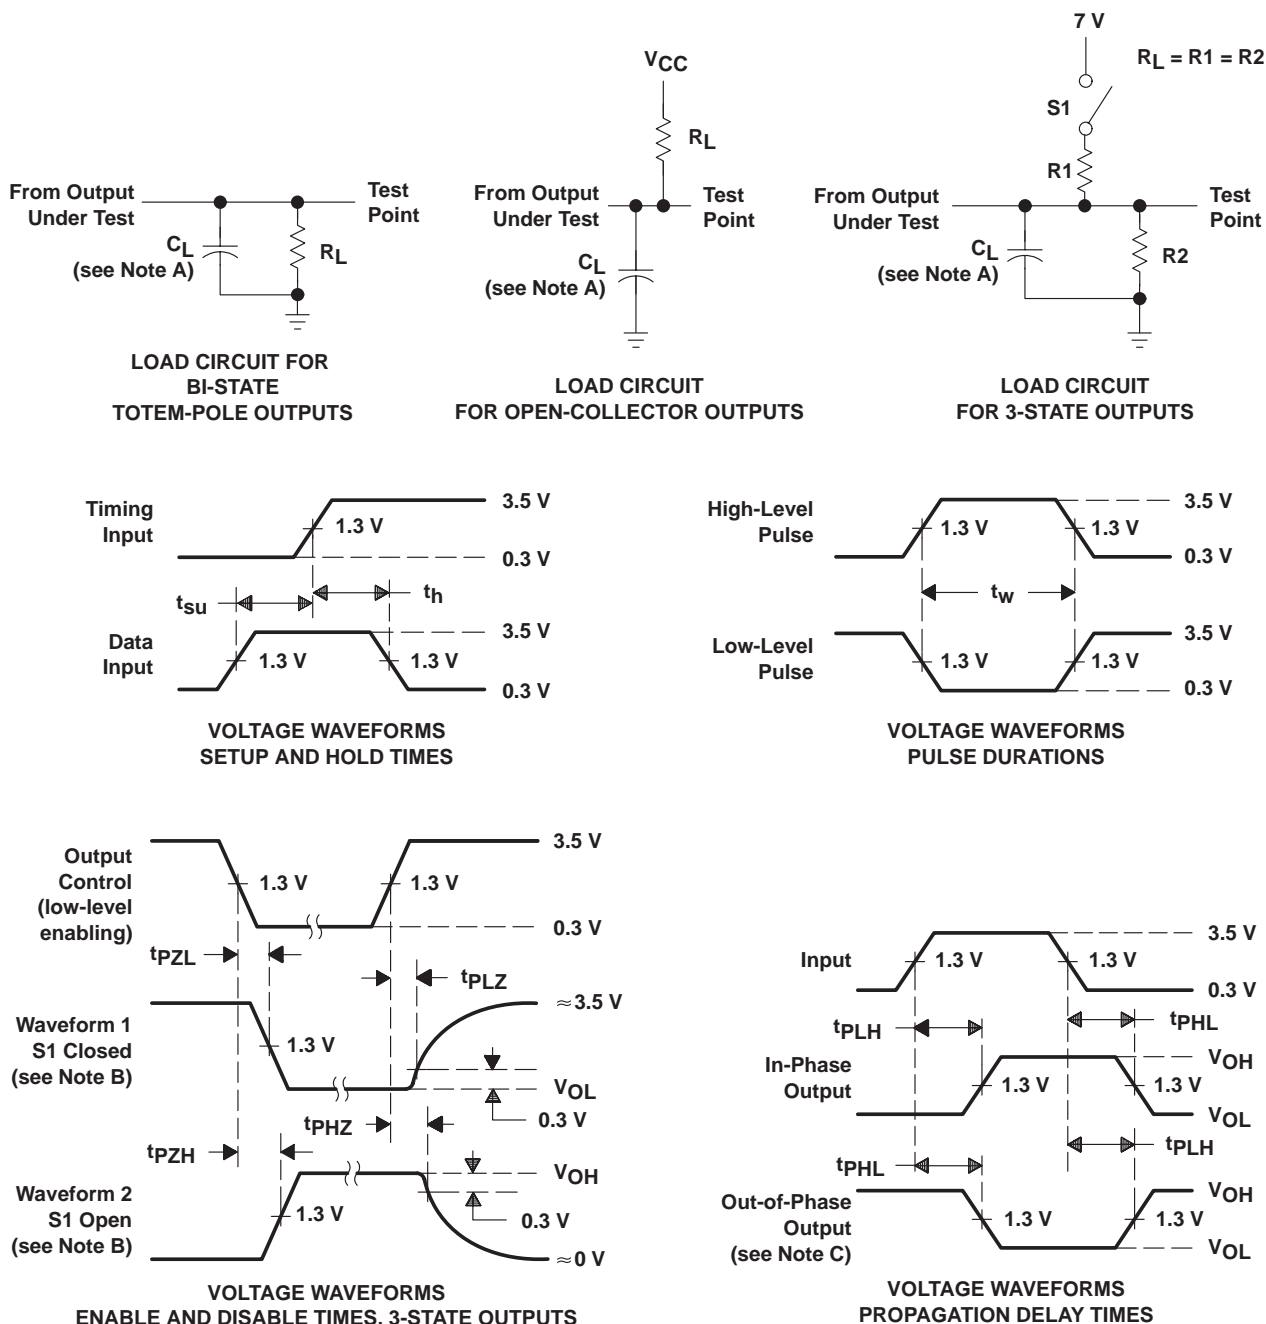 7 V
RL = R1 = R2
VCC
S1
RL
R1
From Output
Under Test
Test
Point
From Output
Under Test
Test
Point
From Output
Under Test
Test
Point
CL
(see Note A)
RL
CL
(see Note A)
CL
(see Note A)
R2
LOAD CIRCUIT FOR
BI-STATE
TOTEM-POLE OUTPUTS
LOAD CIRCUIT
FOR OPEN-COLLECTOR OUTPUTS
LOAD CIRCUIT
FOR 3-STATE OUTPUTS
Timing
Input
1.3 V
3.5 V
0.3 V
tsu
th
Data
Input
1.3 V
1.3 V
3.5 V
0.3 V
VOLTAGE WAVEFORMS
SETUP AND HOLD TIMES
High-Level
Pulse
1.3 V
1.3 V
3.5 V
0.3 V
tw
Low-Level
Pulse
1.3 V
1.3 V
3.5 V
0.3 V
VOLTAGE WAVEFORMS
PULSE DURATIONS
Output
Control
(low-level
enabling)
1.3 V
1.3 V
3.5 V
0.3 V
tPZL
tPLZ
Waveform 1
S1 Closed
(see Note B)
1.3 V
≈3.5 V
VOL
0.3 V
tPHZ
tPZH
Waveform 2
S1 Open
(see Note B)
1.3 V
VOH
0.3 V
≈0 V
VOLTAGE WAVEFORMS
ENABLE AND DISABLE TIMES, 3-STATE OUTPUTS
Input
1.3 V
1.3 V
3.5 V
0.3 V
tPLH
tPHL
In-Phase
Output
1.3 V
1.3 V
VOH
VOL
tPHL
tPLH
Out-of-Phase
Output
(see Note C)
1.3 V
1.3 V
VOH
VOL
VOLTAGE WAVEFORMS
PROPAGATION DELAY TIMES